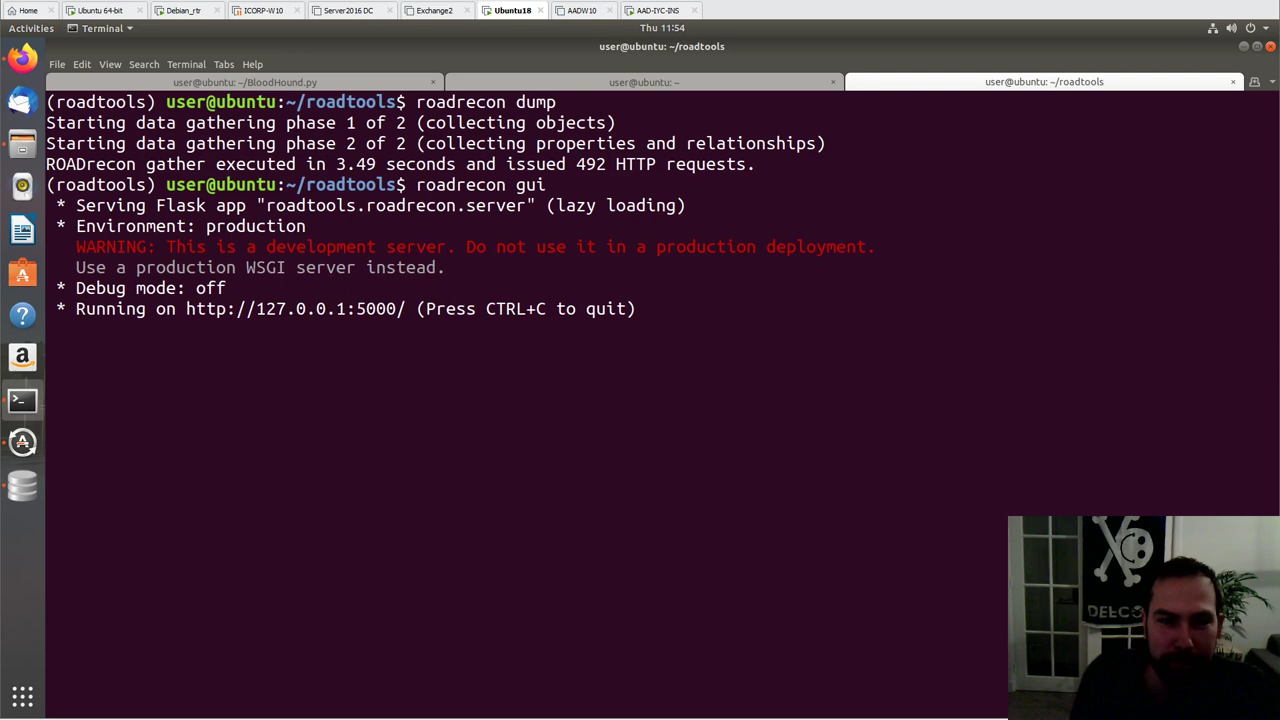 Home
Ubuntu 64-bit
Debian_rtr
ICORP-W10
Server2016 DC
Exchange2
Ubuntu18
AADW10
AAD-IYC-INS
Activities
Terminal
Thu 11:54
user@ubuntu: ~/roadtools
File Edit View Search Terminal Tabs Help
user@ubuntu: ~/BloodHound.py
user@ubuntu: ~
user@ubuntu: ~/roadtools
(roadtools) user@ubuntu:~/roadtools$ roadrecon dump
Starting data gathering phase 1 of 2 (collecting objects)
Starting data gathering phase 2 of 2 (collecting properties and relationships)
ROADrecon gather executed in 3.49 seconds and issued 492 HTTP requests.
(roadtools) user@ubuntu:~/roadtools$ roadrecon gui
* Serving Flask app "roadtools.roadrecon.server" (lazy loading)
* Environment: production
WARNING: This is a development server. Do not use it in a production deployment.
Use a production WSGI server instead.
* Debug mode: off
* Running on http://127.0.0.1:5000/ (Press CTRL+C to quit)